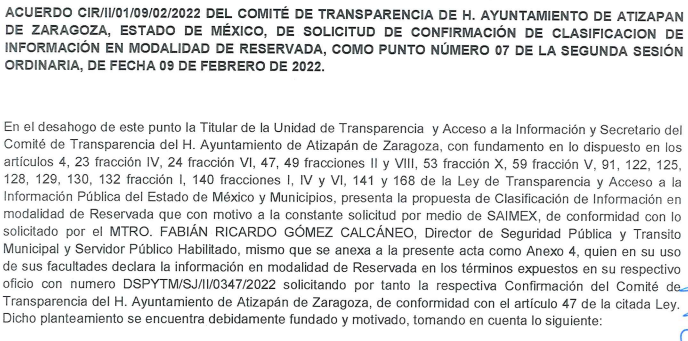 ACUERDO CIR/II/01/09/02/2022 DEL COMITÉ DE TRANSPARENCIA DE H. AYUNTAMIENTO DE ATIZAPAN
DE ZARAGOZA, ESTADO DE MÉXICO, DE SOLICITUD DE CONFIRMACIÓN DE CLASIFICACION DE
INFORMACIÓN EN MODALIDAD DE RESERVADA, COMO PUNTO NÚMERO 07 DE LA SEGUNDA SESIÓN
ORDINARIA, DE FECHA 09 DE FEBRERO DE 2022.
En el desahogo de este punto la Titular de la Unidad de Transparencia y Acceso a la Información y Secretario del
Comité de Transparencia del H. Ayuntamiento de Atizapán de Zaragoza, con fundamento en lo dispuesto en los
artículos 4, 23 fracción IV, 24 fracción VI, 47, 49 fracciones II y VIII, 53 fracción X, 59 fracción V, 91, 122, 125,
128, 129, 130, 132 fracción I, 140 fracciones I, IV y VI, 141 y 168 de la Ley de Transparencia y Acceso a la
Información Pública del Estado de México y Municipios, presenta la propuesta de Clasificación de Información en
modalidad de Reservada que con motivo a la constante solicitud por medio de SAIMEX, de conformidad con lo
solicitado por el MTRO. FABIÁN RICARDO GÓMEZ CALCÁNEO, Director de Seguridad Pública y Transito
Municipal y Servidor Público Habilitado, mismo que se anexa a la presente acta como Anexo 4, quien en su uso
de sus facultades declara la información en modalidad de Reservada en los términos expuestos en su respectivo
oficio con numero DSPYTM/SJ/II/0347/2022 solicitando por tanto la respectiva Confirmación del Comité de
Transparencia del H. Ayuntamiento de Atizapán de Zaragoza, de conformidad con el artículo 47 de la citada Ley.
Dicho planteamiento se encuentra debidamente fundado y motivado, tomando en cuenta lo siguiente: